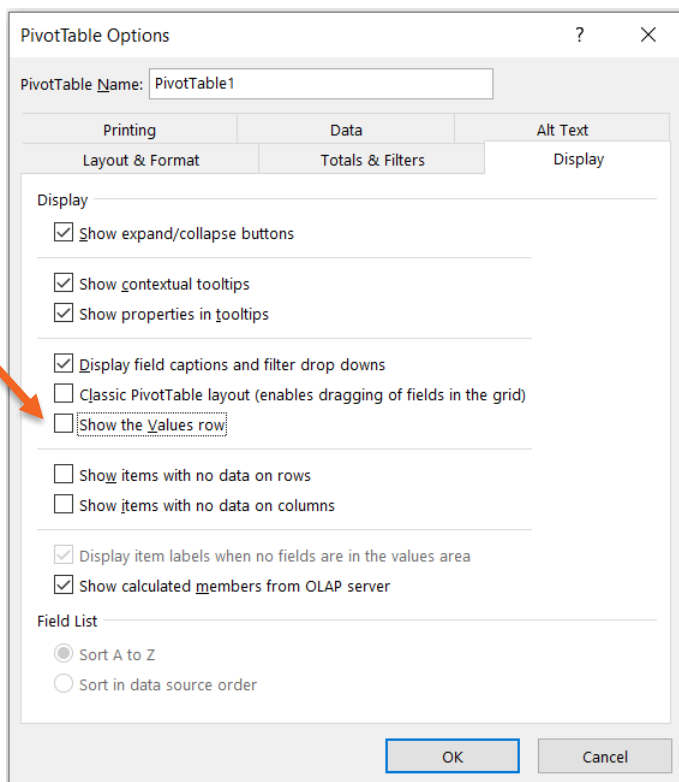 PivotTable Options ?
PivotTable Name: PivotTable1
Printing Data Alt Text
Layout & Format Totals & Filters Display
Display
Show expand/collapse buttons
Show contextual tooltips
Show properties in tooltips
Display field captions and filter drop downs
Classic PivotTable layout (enables dragging of fields in the grid)
Show the Values row
Show items with no data on rows
Show items with no data on columns
Display item labels when no fields are in the values area
Show calculated members from OLAP server
Field List
Sort A to Z
Sort in data source order
OK Cancel